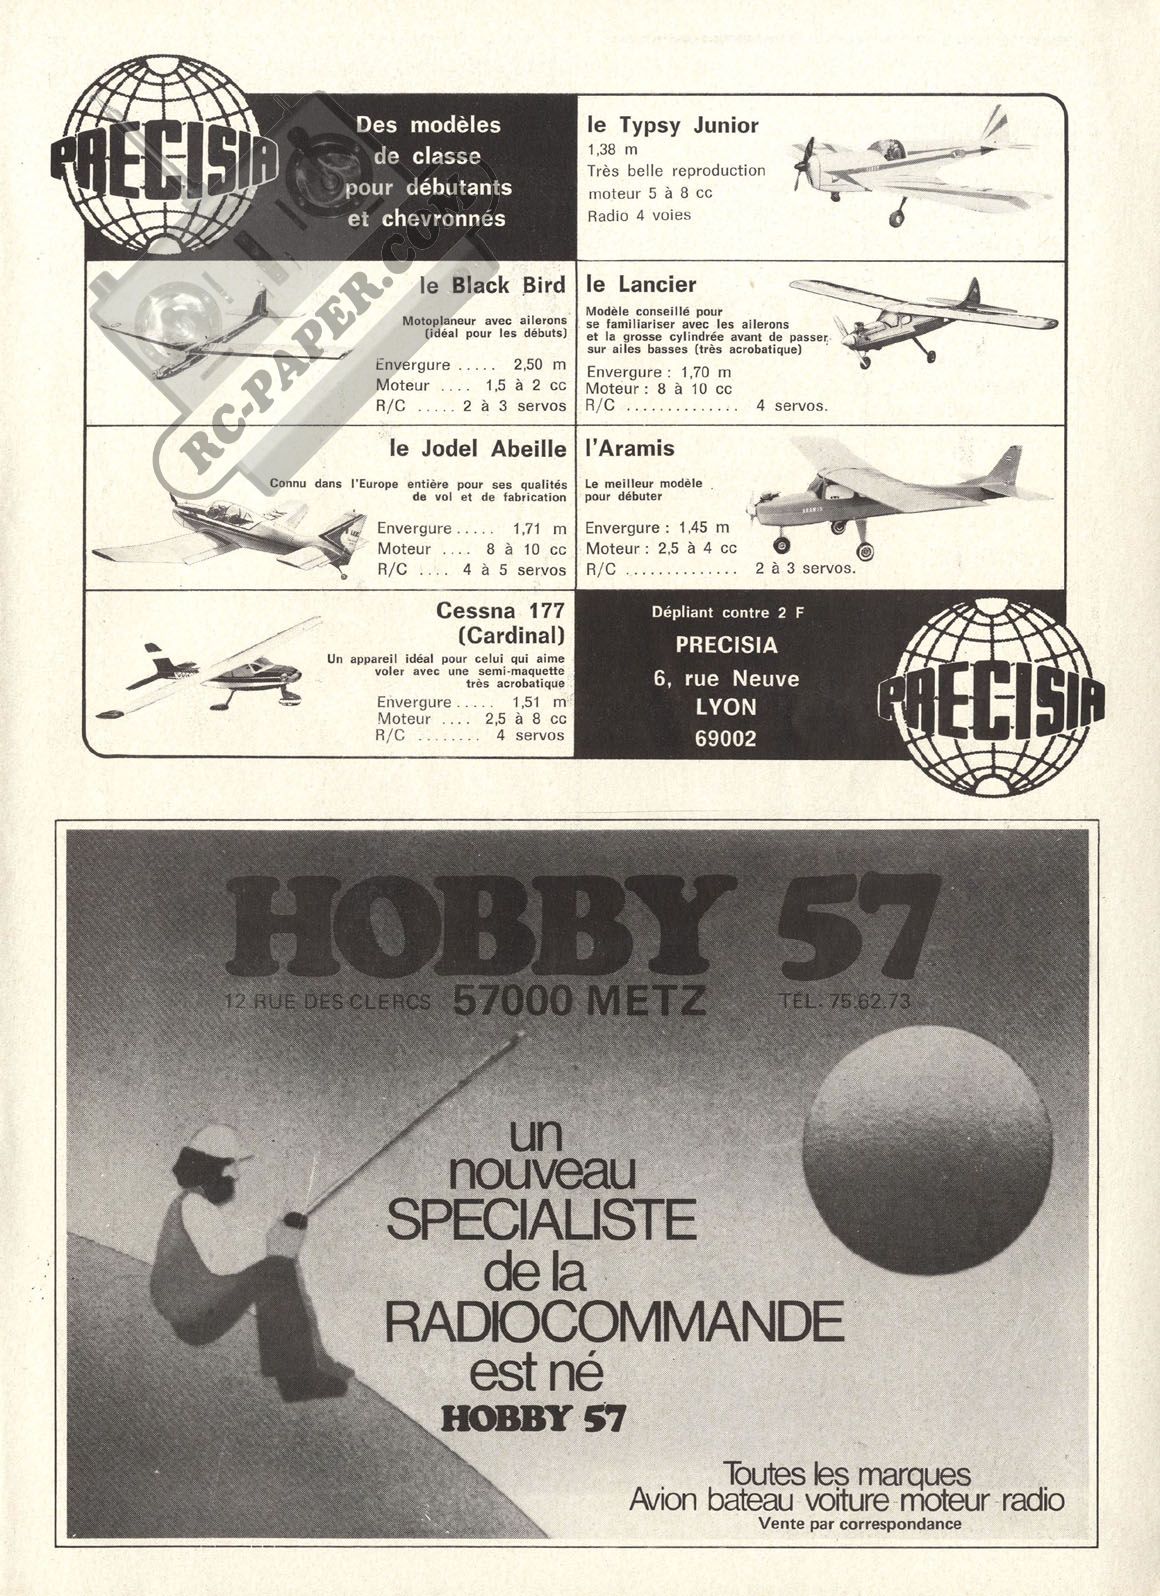 PRECISIA
Des modèles
de classe
pour débutants
et chevronnés
le Typsy Junior
1,38 m
Très belle reproduction
moteur 5 à 8 cc
Radio 4 voies
le Black Bird
Motoplaneur avec ailerons
(idéal pour les débuts)
Envergure ..... 2,50 m
Moteur .... 1,5 à 2 cc
R/C ..... 2 à 3 servos
le Lancier
Modèle conseillé pour
se familiariser avec les ailerons
et la grosse cylindrée avant de passer
sur ailes basses (très acrobatique)
Envergure : 1,70 m
Moteur : 8 à 10 cc
R/C .............. 4 servos.
le Jodel Abeille
Connu dans l'Europe entière pour ses qualités
de vol et de fabrication
Envergure ..... 1,71 m
Moteur .... 8 à 10 cc
R/C .... 4 à 5 servos
l'Aramis
Le meilleur modèle
pour débuter
ARAMIS
Envergure : 1,45 m
Moteur : 2,5 à 4 cc
R/C .............. 2 à 3 servos.
Cessna 177
(Cardinal)
Un appareil idéal pour celui qui aime
voler avec une semi-maquette
très acrobatique
Envergure ..... 1,51 m
Moteur .... 2,5 à 8 cc
R/C ........ 4 servos
Dépliant contre 2 F
PRECISIA
6, rue Neuve
LYON
69002
PRECISIA
RC-PAPER.COM
HOBBY 57
12 RUE DES CLERCS 57000 METZ TEL. 75.62.73
un
nouveau
SPECIALISTE
de la
RADIOCOMMANDE
est né
HOBBY 57
Toutes les marques
Avion bateau voiture moteur radio
Vente par correspondance